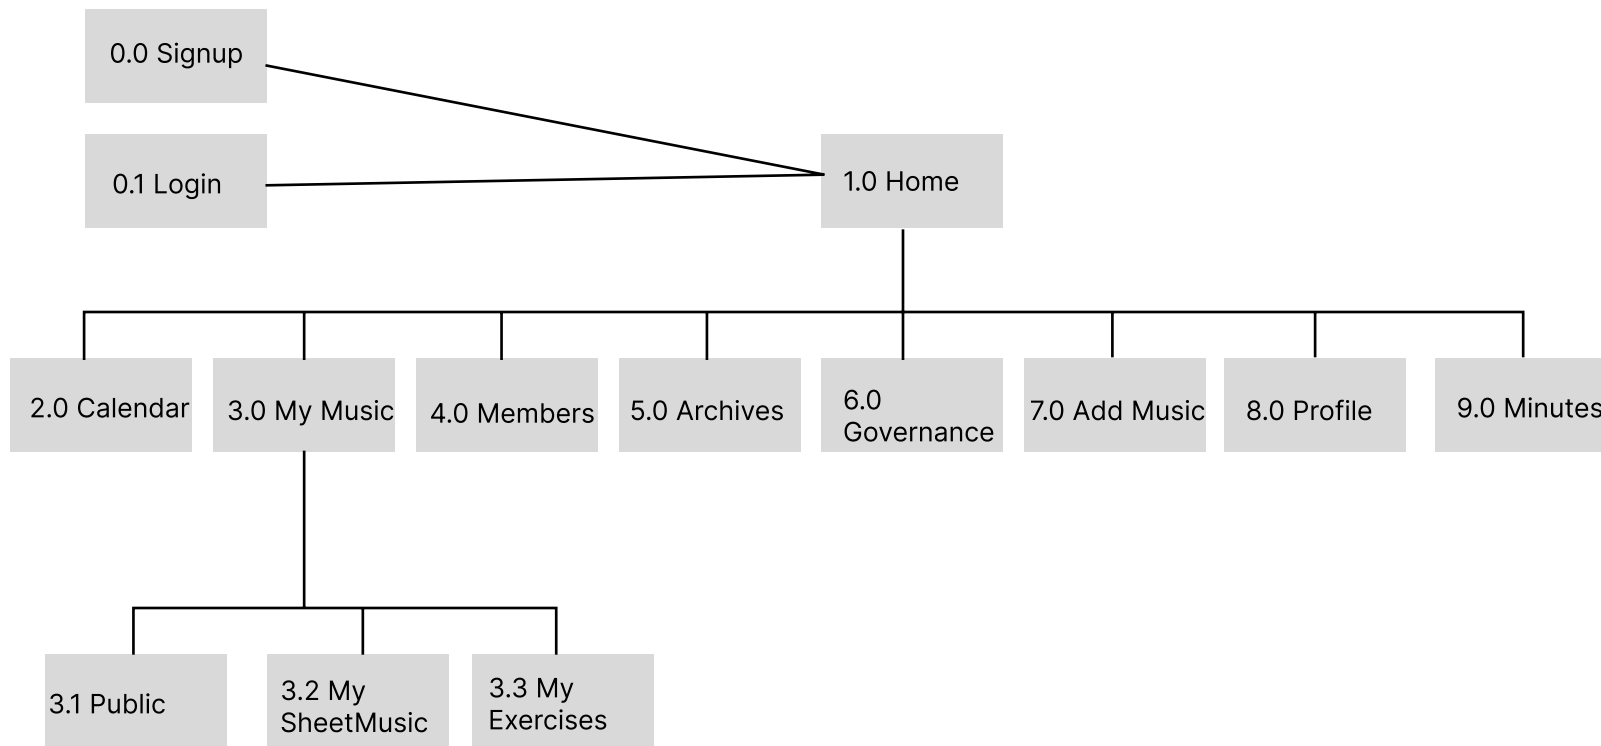 0.0 Signup
0.1 Login
1.0 Home
2.0 Calendar
3.0 My Music
4.0 Members
5.0 Archives
6.0
Governance
7.0 Add Music
8.0 Profile
9.0 Minutes
3.1 Public
3.2 My
SheetMusic
3.3 My
Exercises